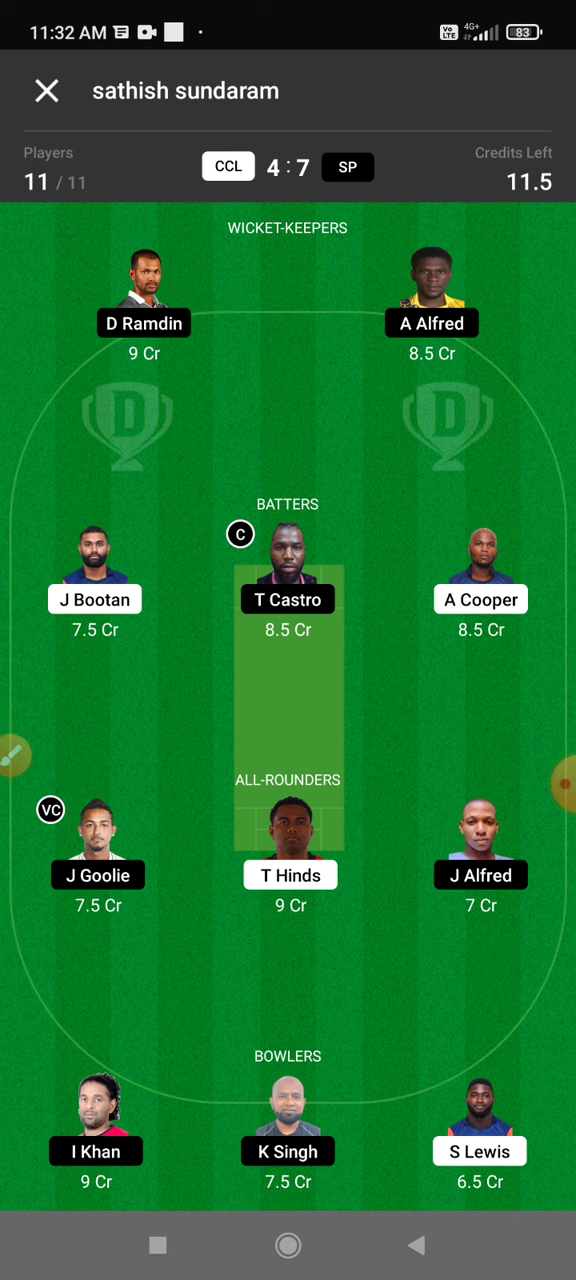 11:32 AM
Vo LTE 4G+ 83
sathish sundaram
Players
11 / 11
CCL 4 : 7 SP
Credits Left
11.5
WICKET-KEEPERS
D Ramdin A Alfred
9 Cr 8.5 Cr
D D
BATTERS
C
J Bootan T Castro A Cooper
7.5 Cr 8.5 Cr 8.5 Cr
ALL-ROUNDERS
VC
J Goolie T Hinds J Alfred
7.5 Cr 9 Cr 7 Cr
BOWLERS
I Khan K Singh S Lewis
9 Cr 7.5 Cr 6.5 Cr